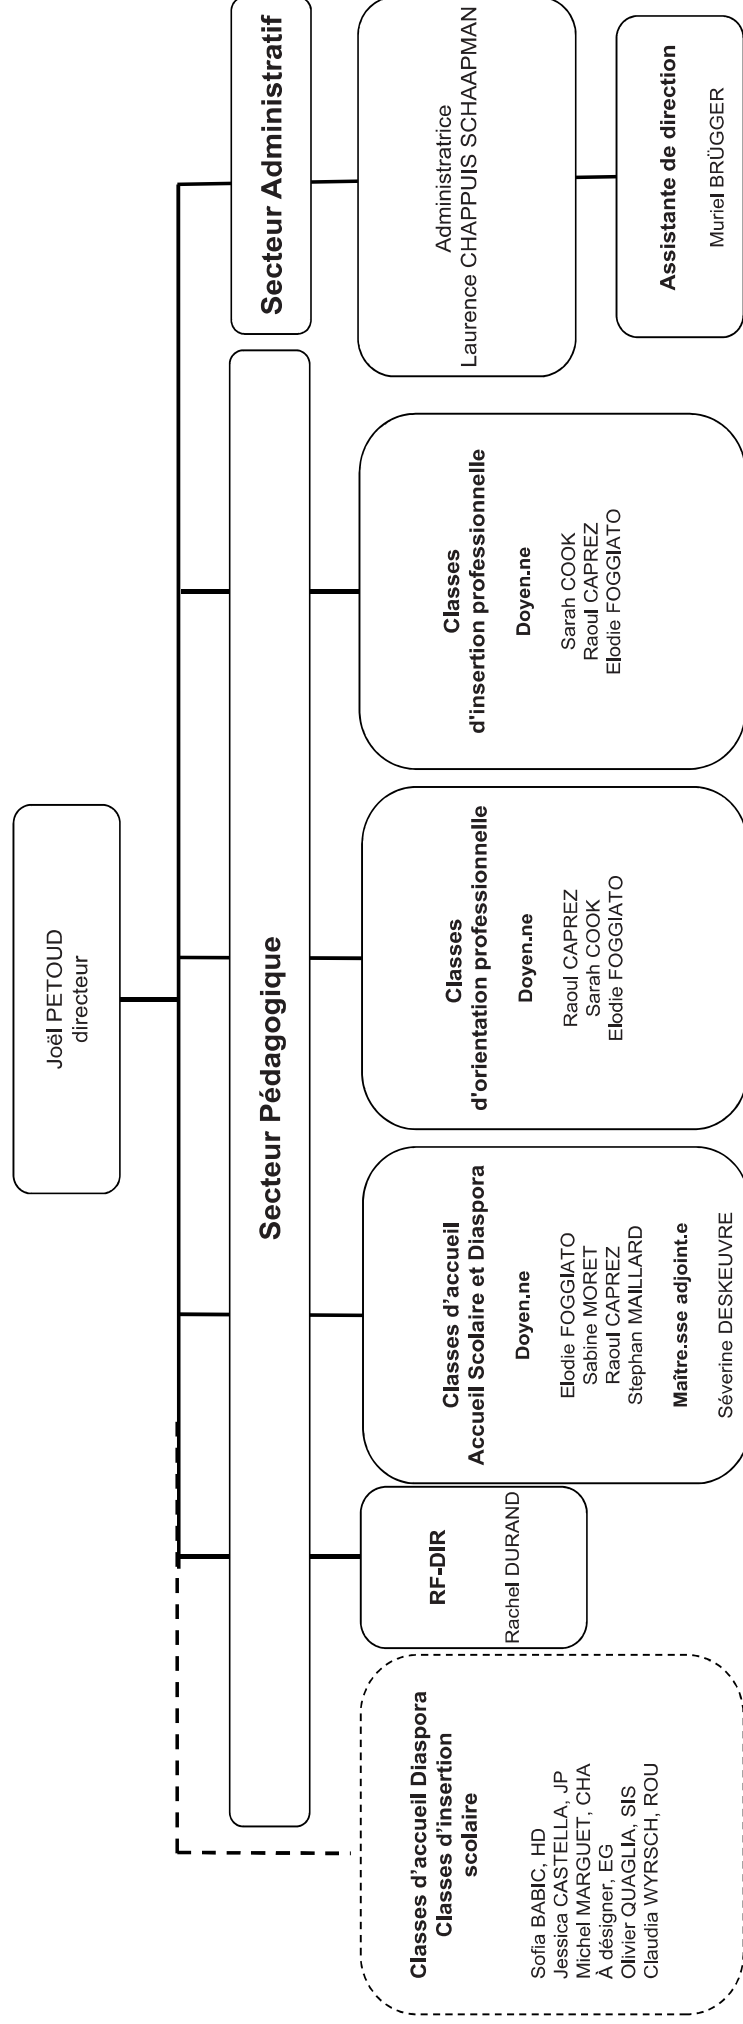 Joël PETOUD
directeur
Secteur Pédagogique
Secteur Administratif
Classes d'accueil Diaspora
Classes d'insertion
scolaire
Sofia BABIC, HD
Jessica CASTELLA, JP
Michel MARGUET, CHA
À désigner, EG
Olivier QUAGLIA, SIS
Claudia WYRSCH, ROU
RF-DIR
Rachel DURAND
Classes d'accueil
Accueil Scolaire et Diaspora
Doyen.ne
Elodie FOGGIATO
Sabine MORET
Raoul CAPREZ
Stephan MAILLARD
Maître.sse adjoint.e
Séverine DESKEUVRE
Classes
d'orientation professionnelle
Doyen.ne
Raoul CAPREZ
Sarah COOK
Elodie FOGGIATO
Classes
d'insertion professionnelle
Doyen.ne
Sarah COOK
Raoul CAPREZ
Elodie FOGGIATO
Administratrice
Laurence CHAPPUIS SCHAAPMAN
Assistante de direction
Muriel BRÜGGER